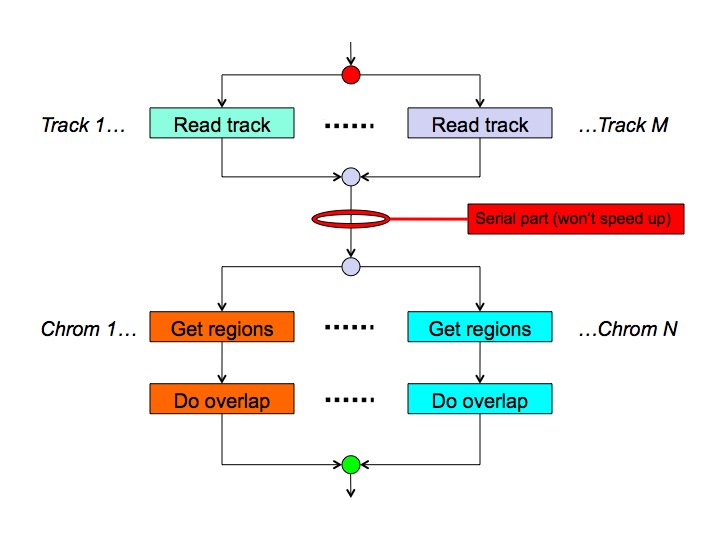 Track 1…
Read track
Read track
…Track M
Serial part (won't speed up)
Chrom 1…
Get regions
Get regions
…Chrom N
Do overlap
Do overlap